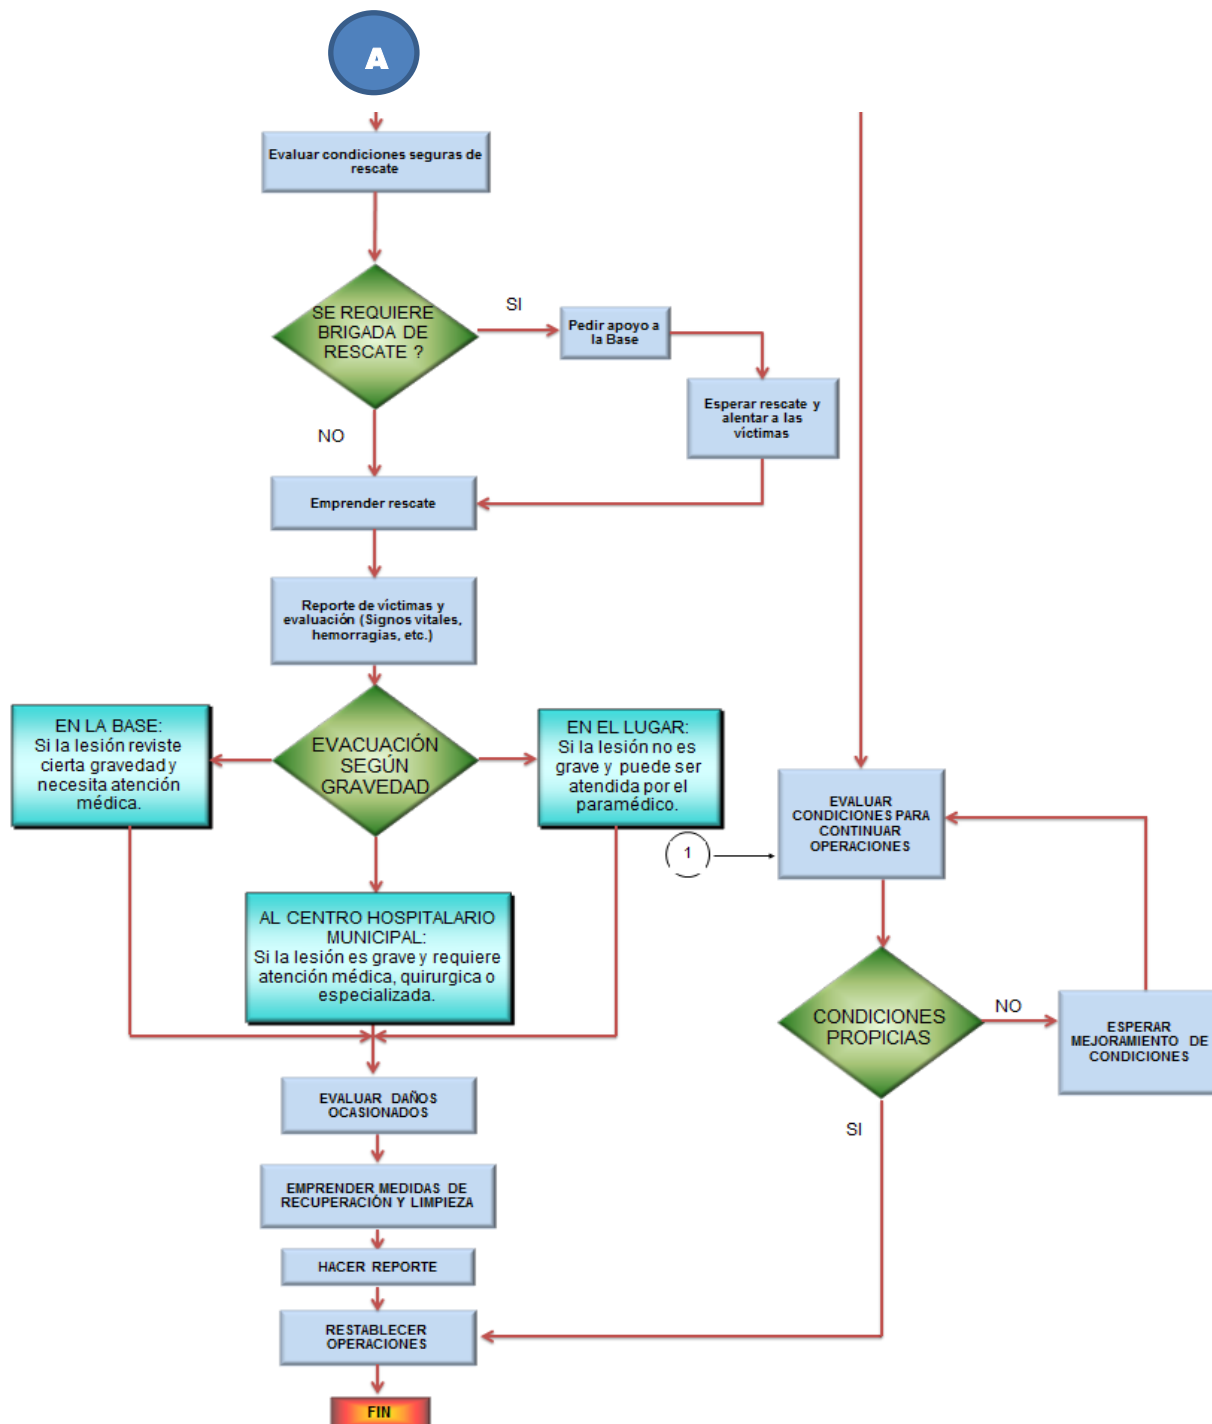 A
Evaluar condiciones seguras de
rescate
SE REQUIERE
BRIGADA DE
RESCATE ?
SI
Pedir apoyo a
la Base
Esperar rescate y
alentar a las
víctimas
NO
Emprender rescate
Reporte de víctimas y
evaluación (Signos vitales,
hemorragias, etc.)
EVACUACIÓN
SEGÚN
GRAVEDAD
EN LA BASE:
Si la lesión reviste
cierta gravedad y
necesita atención
médica.
EN EL LUGAR:
Si la lesión no es
grave y puede ser
atendida por el
paramédico.
AL CENTRO HOSPITALARIO
MUNICIPAL:
Si la lesión es grave y requiere
atención médica, quirurgica o
especializada.
1
EVALUAR
CONDICIONES PARA
CONTINUAR
OPERACIONES
CONDICIONES
PROPICIAS
NO
ESPERAR
MEJORAMIENTO DE
CONDICIONES
SI
EVALUAR DAÑOS
OCASIONADOS
EMPRENDER MEDIDAS DE
RECUPERACIÓN Y LIMPIEZA
HACER REPORTE
RESTABLECER
OPERACIONES
FIN